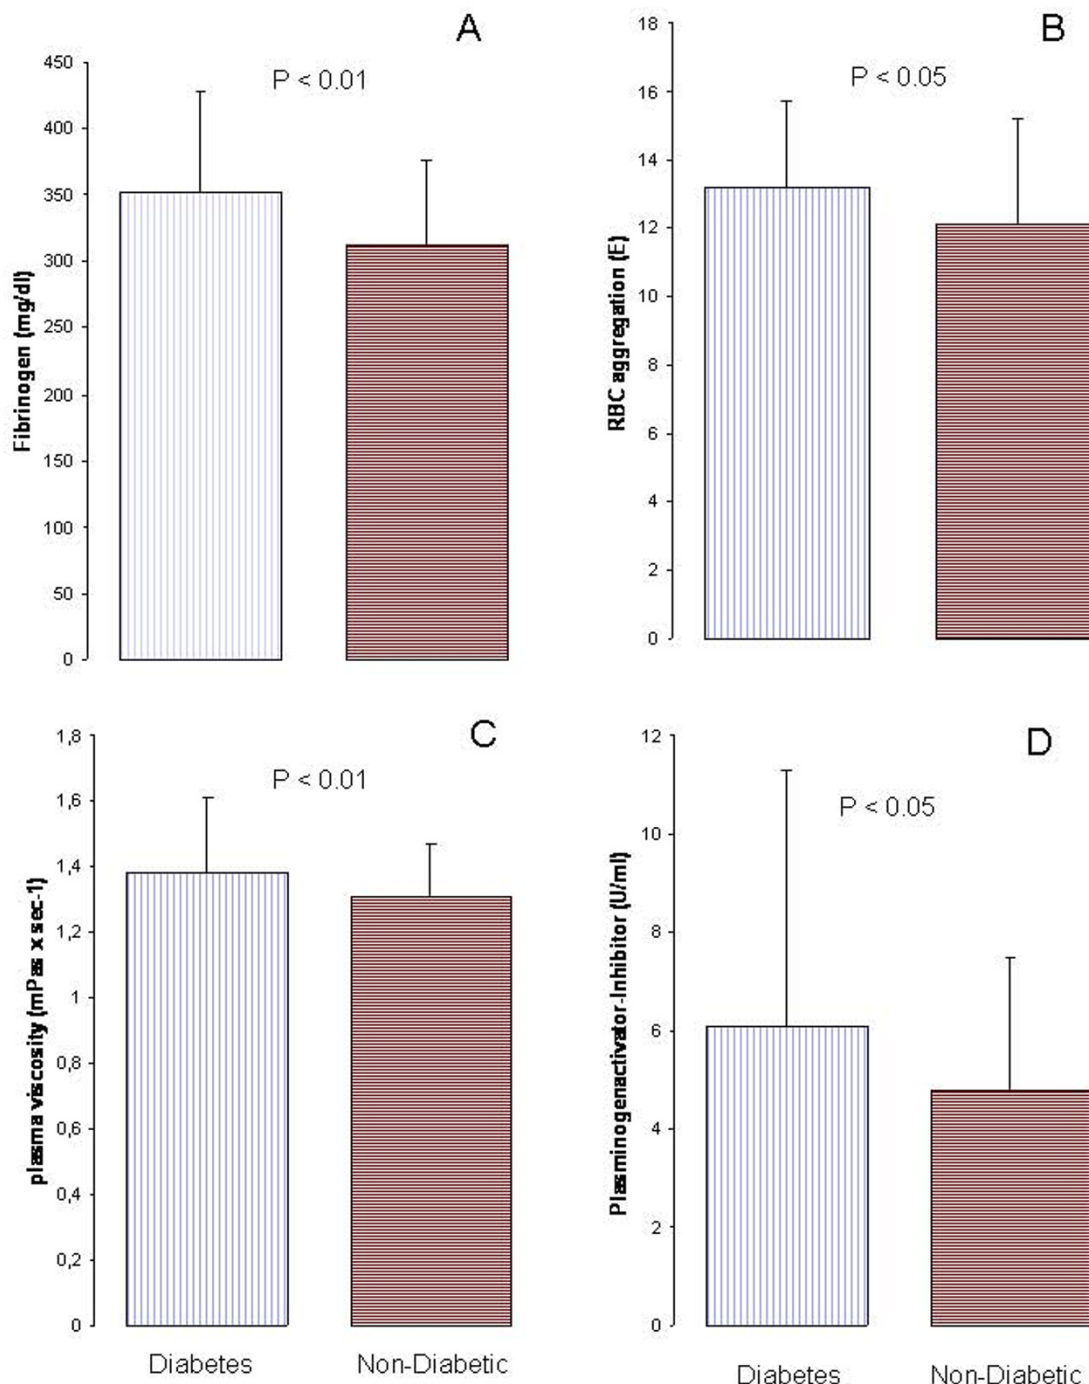 A
P < 0.01
Fibrinogen (mg/dl)
450
400
350
300
250
200
150
100
50
0
B
P < 0.05
RBC aggregation (E)
18
16
14
12
10
8
6
4
2
0
C
P < 0.01
plasma viscosity (mPas x sec-1)
1,8
1,6
1,4
1,2
1
0,8
0,6
0,4
0,2
0
Diabetes
Non-Diabetic
D
P < 0.05
Plasminogenactivator-Inhibitor (U/ml)
12
10
8
6
4
2
0
Diabetes
Non-Diabetic